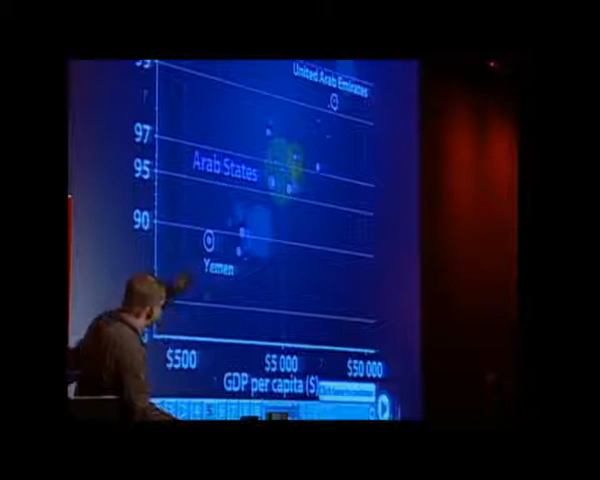 United Arab Emirates
97
Arab States
95
90
Yemen
$500 $5 000 $50 000
GDP per capita ($)